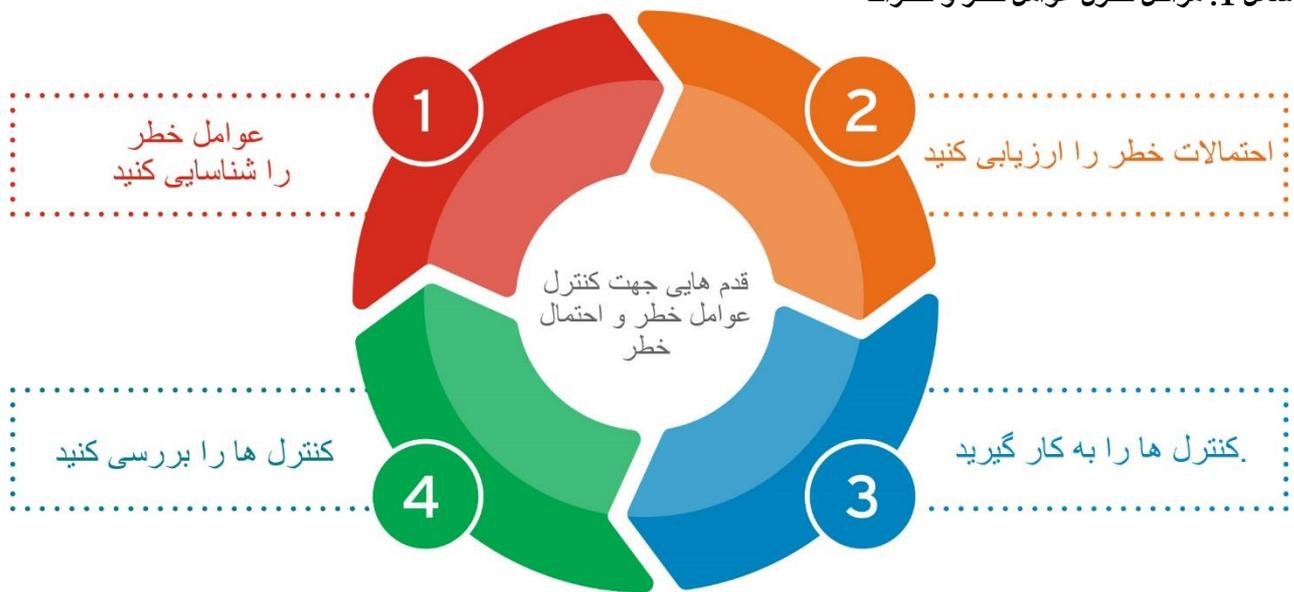 1
عوامل خطر
را شناسایی کنید
2
احتمالات خطر را ارزیابی کنید
قدم هایی جهت کنترل
عوامل خطر و احتمال
خطر
3
کنترل ها را به کار گیرید.
4
کنترل ها را بررسی کنید